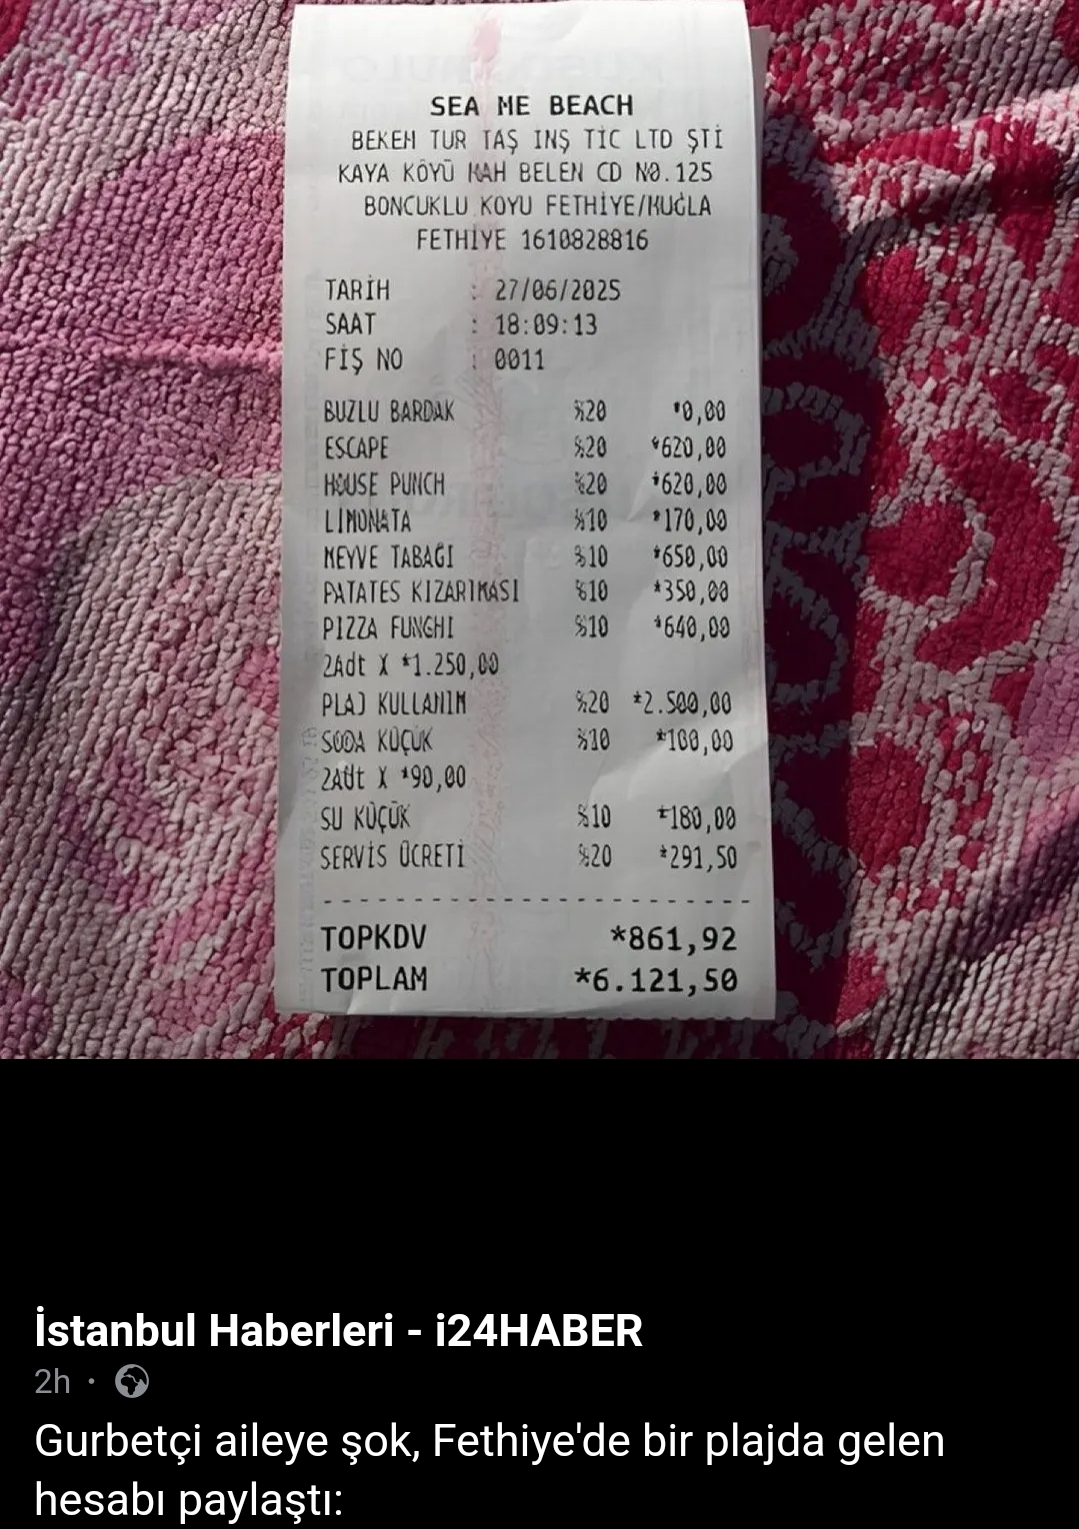 SEA ME BEACH
BEKEM TUR TAŞ INŞ TİC LTD ŞTİ
KAYA KÖYÜ MAH BELEN CD NO.125
BONCUKLU KOYU FETHİYE/MUĞLA
FETHIYE 1610828816
TARİH : 27/06/2025
SAAT : 18:09:13
FİŞ NO : 0011
BUZLU BARDAK %20 *0,00
ESCAPE %20 *620,00
HOUSE PUNCH %20 *620,00
LİMONATA %10 *170,00
MEYVE TABAĞI %10 *650,00
PATATES KIZARIMASI %10 *350,00
PIZZA FUNGHI %10 *640,00
2Adt X *1.250,00
PLAJ KULLANIM %20 *2.500,00
SODA KÜÇÜK %10 *100,00
2Adt X *90,00
SU KÜÇÜK %10 *180,00
SERVİS ÜCRETİ %20 *291,50
TOPKDV *861,92
TOPLAM *6.121,50
İstanbul Haberleri - i24HABER
2h ·
Gurbetçi aileye şok, Fethiye'de bir plajda gelen
hesabı paylaştı: